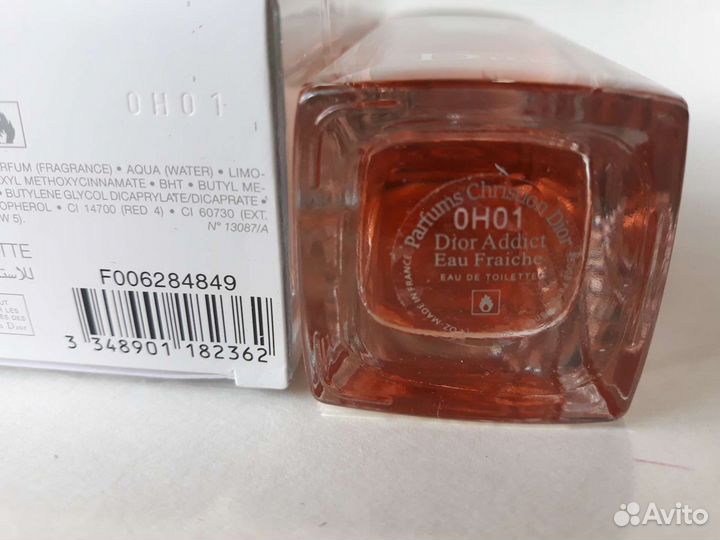 0H01
RFUM (FRAGRANCE) • AQUA (WATER) • LIMO-
XYL METHOXYCINNAMATE • BHT • BUTYL ME-
• BUTYLENE GLYCOL DICAPRYLATE/DICAPRATE •
OPHEROL • CI 14700 (RED 4) • CI 60730 (EXT.
W 5).
N° 13087/A
TTE
F006284849
3 348901 182362
Parfums Christian Dior
0H01
Dior Addict
Eau Fraiche
EAU DE TOILETTE
MADE IN FRANCE
Avito